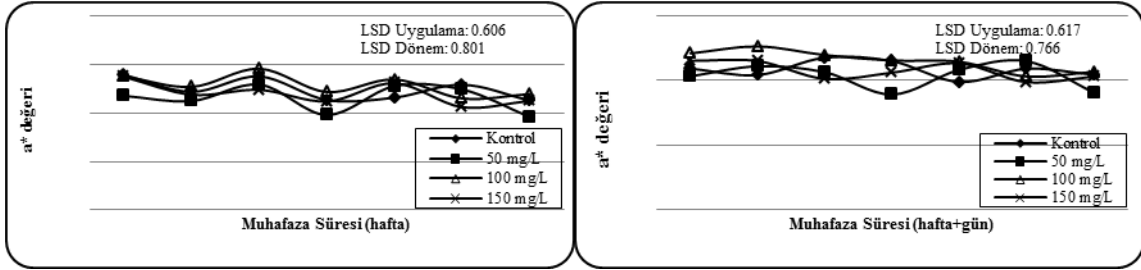 LSD Uygulama: 0.606
LSD Dönem: 0.801
a* değeri
Kontrol
50 mg/L
100 mg/L
150 mg/L
Muhafaza Süresi (hafta)
LSD Uygulama: 0.617
LSD Dönem: 0.766
a* değeri
Kontrol
50 mg/L
100 mg/L
150 mg/L
Muhafaza Süresi (hafta+gün)